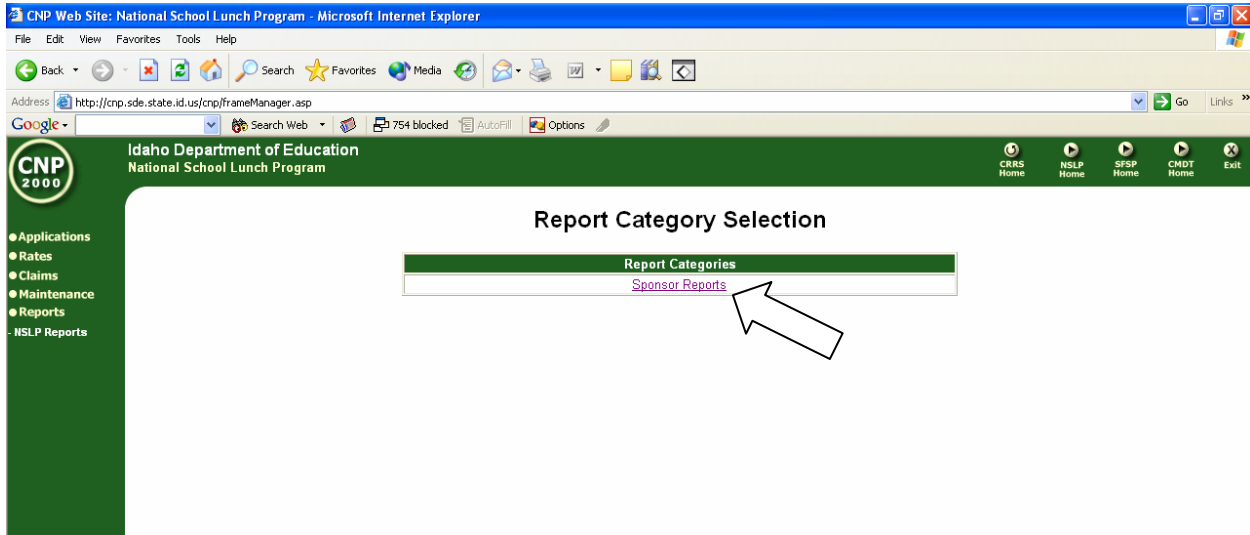 CNP Web Site: National School Lunch Program - Microsoft Internet Explorer
File Edit View Favorites Tools Help
Back Search Favorites Media
Address http://cnp.sde.state.id.us/cnp/frameManager.asp Go Links »
Google Search Web 754 blocked AutoFill Options
CNP 2000
Idaho Department of Education
National School Lunch Program
CRRS Home
NSLP Home
SFSP Home
CMDT Home
Exit
Applications
Rates
Claims
Maintenance
Reports
- NSLP Reports
Report Category Selection
Report Categories
Sponsor Reports